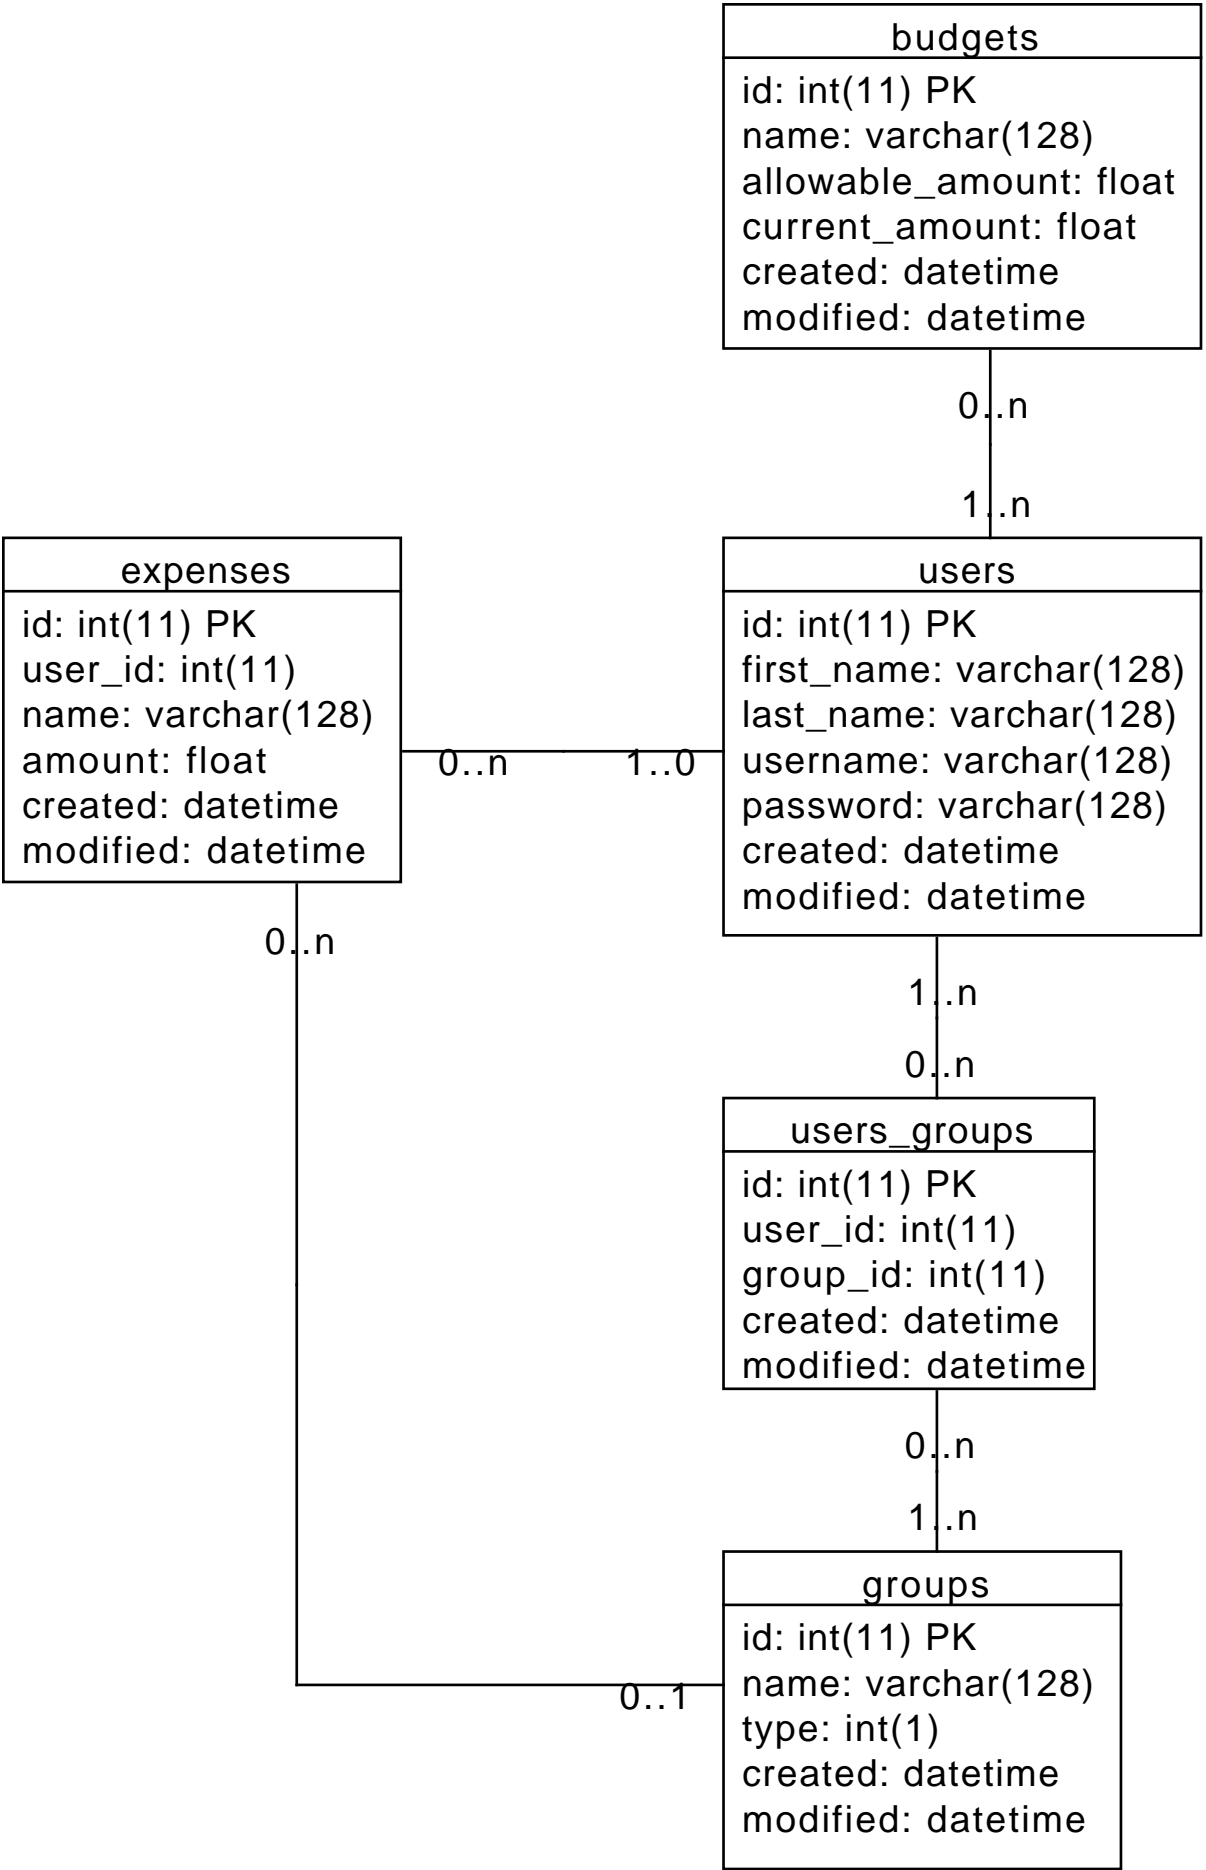 budgets
id: int(11) PK
name: varchar(128)
allowable_amount: float
current_amount: float
created: datetime
modified: datetime
0..n
1..n
expenses
id: int(11) PK
user_id: int(11)
name: varchar(128)
amount: float
created: datetime
modified: datetime
0..n
1..0
users
id: int(11) PK
first_name: varchar(128)
last_name: varchar(128)
username: varchar(128)
password: varchar(128)
created: datetime
modified: datetime
0..n
1..n
0..n
users_groups
id: int(11) PK
user_id: int(11)
group_id: int(11)
created: datetime
modified: datetime
0..n
1..n
0..1
groups
id: int(11) PK
name: varchar(128)
type: int(1)
created: datetime
modified: datetime